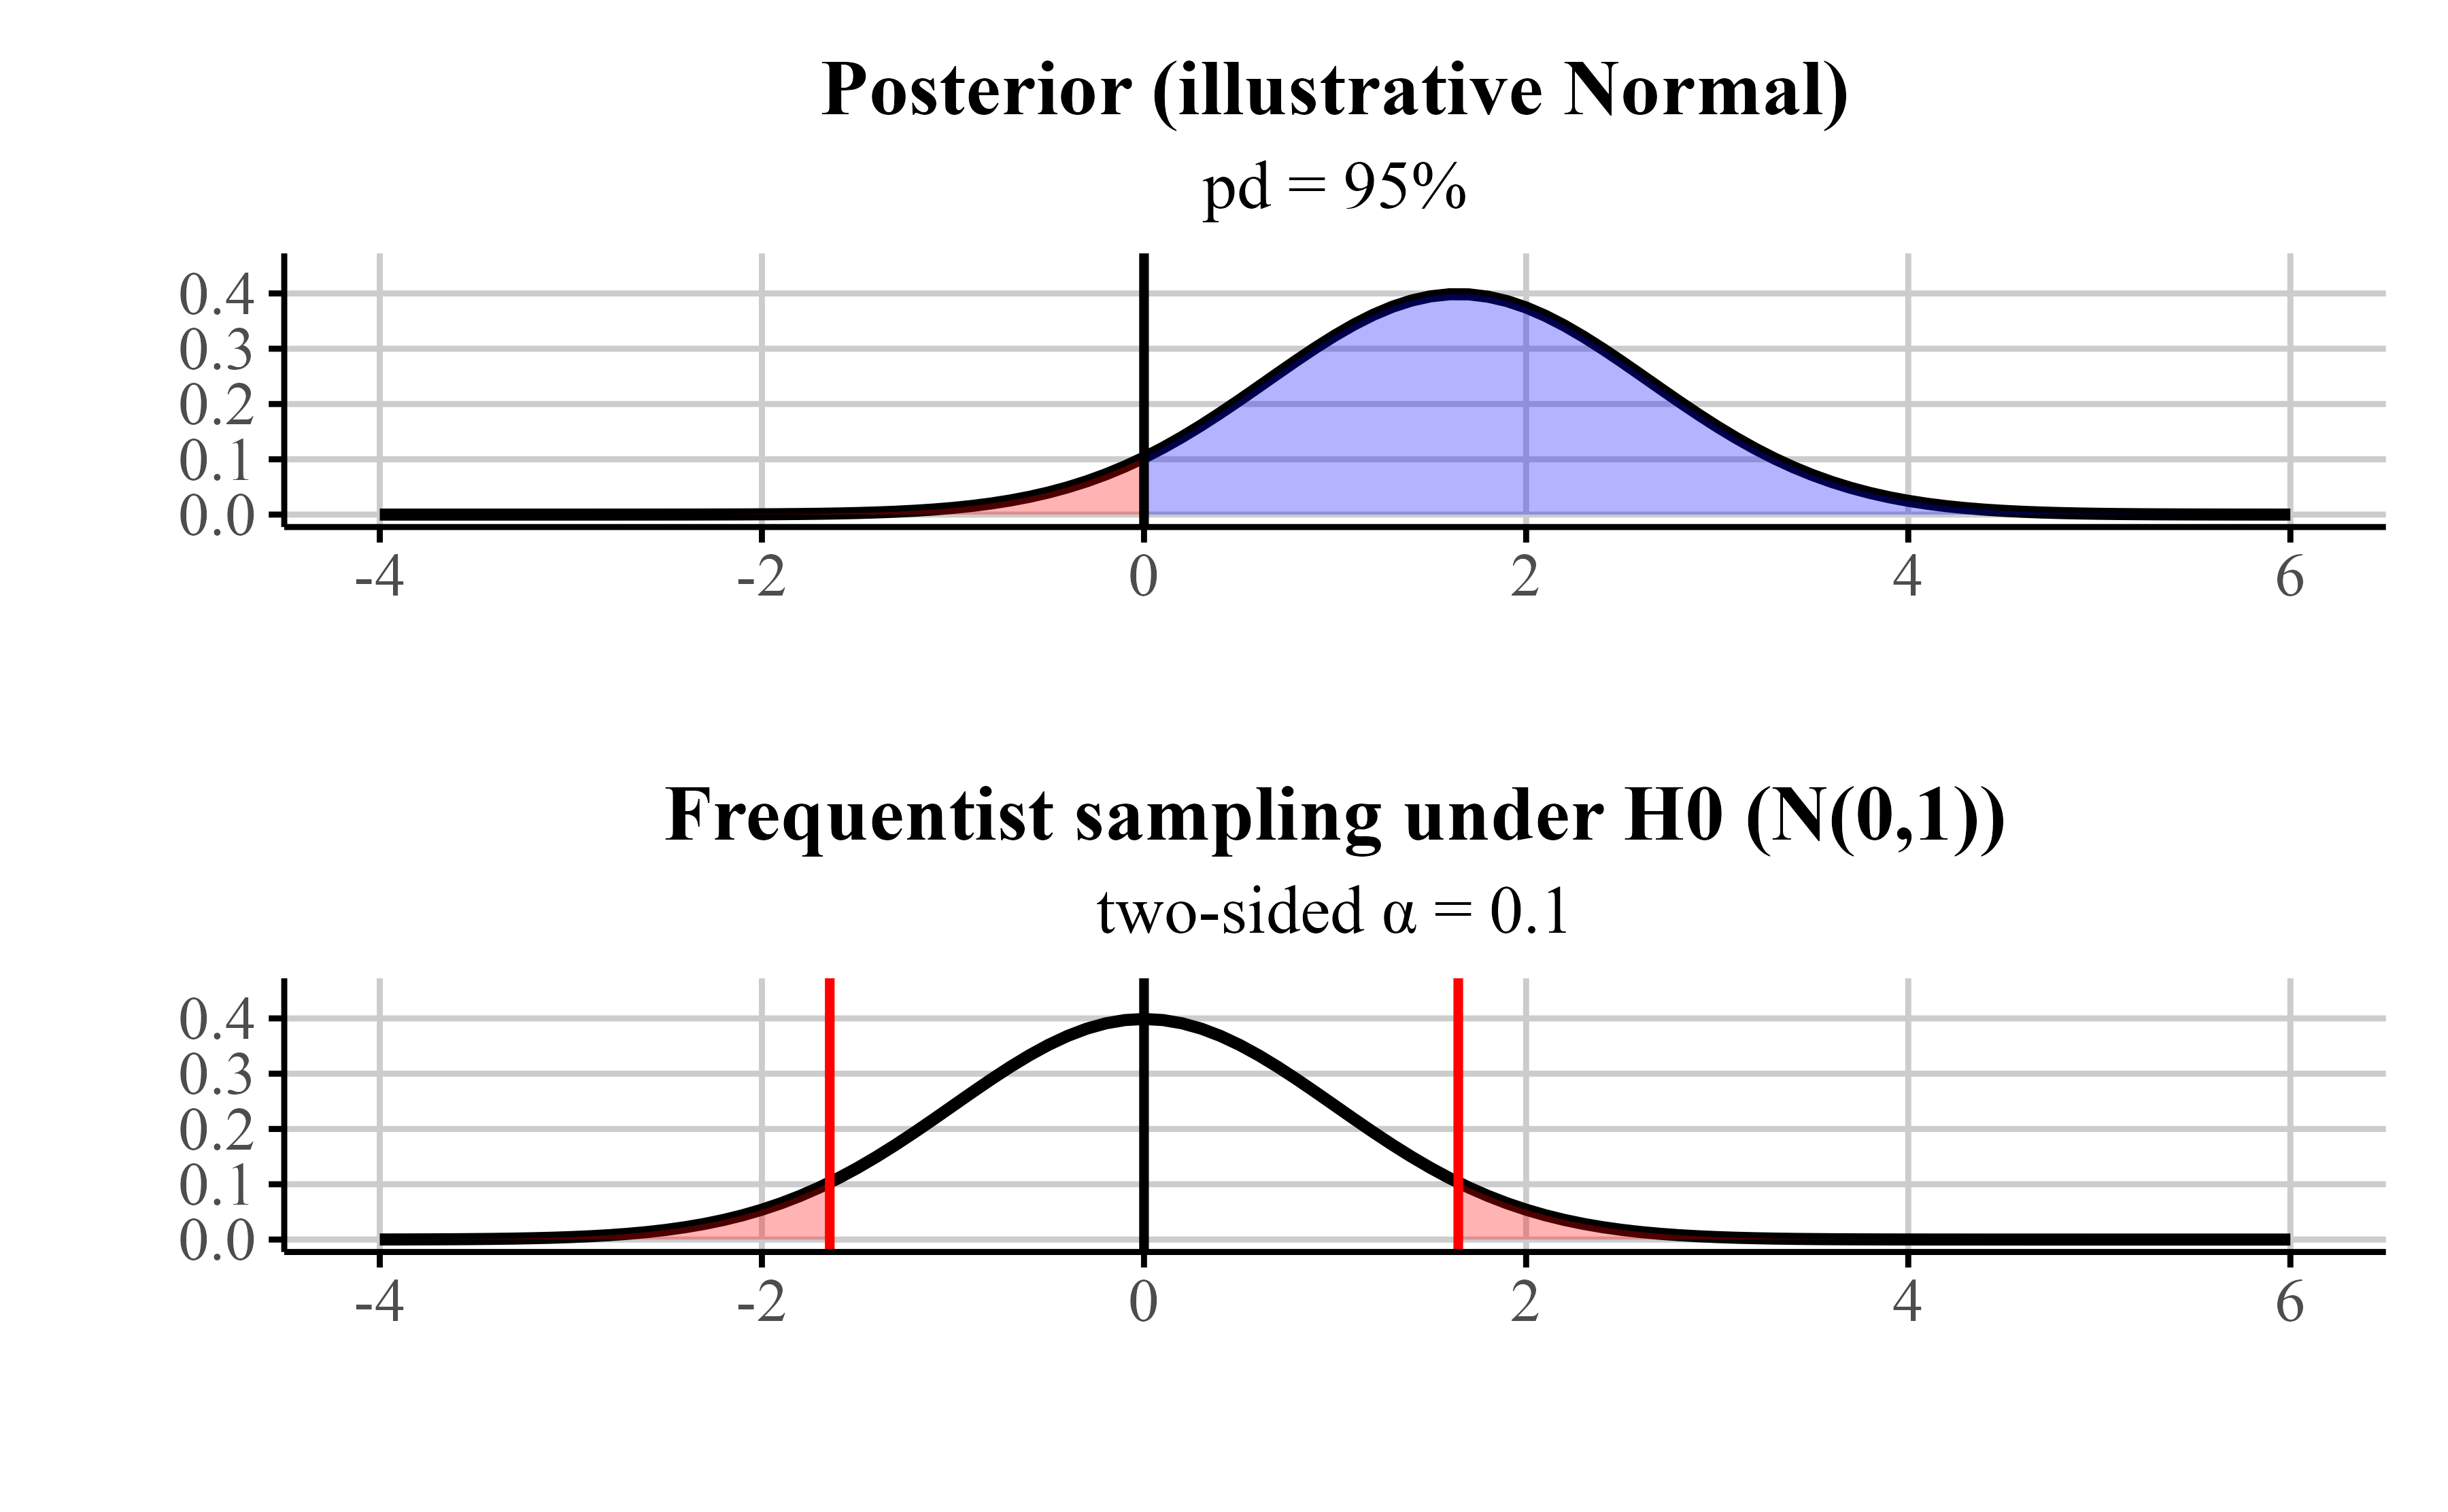 Posterior (illustrative Normal)
pd = 95%
0.4
0.3
0.2
0.1
0.0
-4 -2 0 2 4 6
Frequentist sampling under H0 (N(0,1))
two-sided α = 0.1
0.4
0.3
0.2
0.1
0.0
-4 -2 0 2 4 6